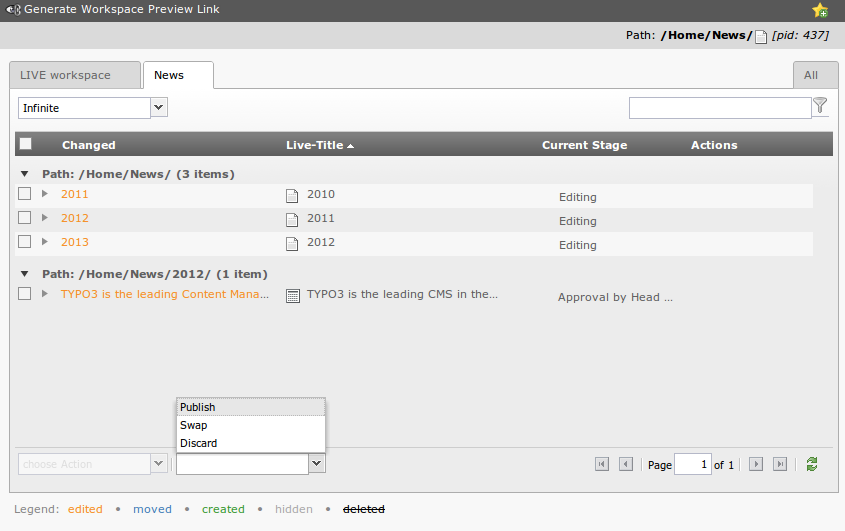 Generate Workspace Preview Link
Path: /Home/News/ [pid: 437]
LIVE workspace News All
Infinite
Changed Live-Title Current Stage Actions
Path: /Home/News/ (3 items)
2011 2010 Editing
2012 2011 Editing
2013 2012 Editing
Path: /Home/News/2012/ (1 item)
TYPO3 is the leading Content Mana... TYPO3 is the leading CMS in the... Approval by Head ...
Publish
Swap
Discard
choose Action Page 1 of 1
Legend: edited • moved • created • hidden • deleted